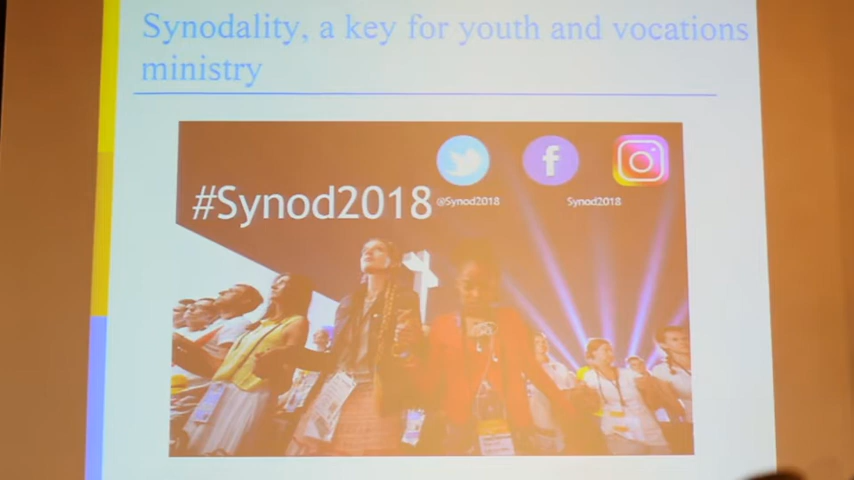 Synodality, a key for youth and vocations
ministry
#Synod2018
@Synod2018
Synod2018